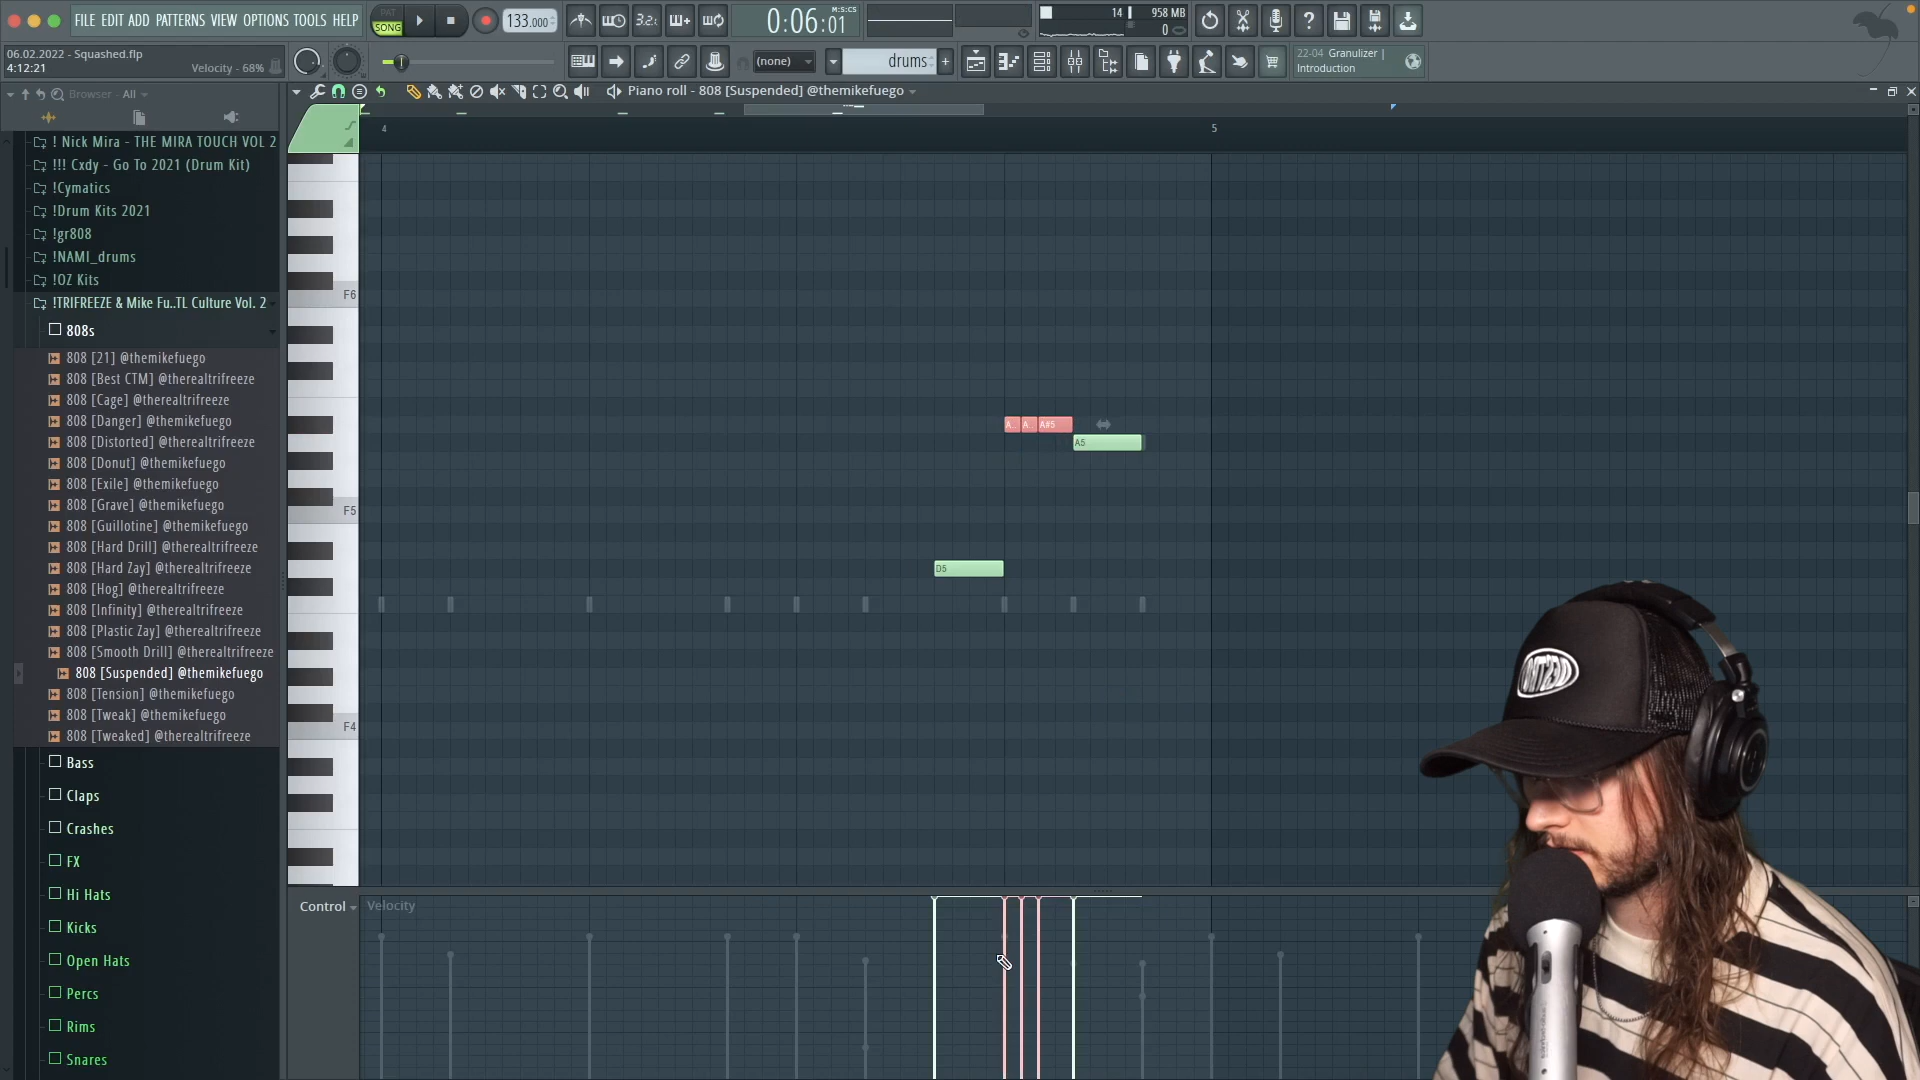 FILE EDIT ADD PATTERNS VIEW OPTIONS TOOLS HELP
PAT
SONG
133.000
3.2.
0:06:01
M:S:CS
14
958 MB
0
06.02.2022 - Squashed.flp
4:12:21
Velocity - 68%
(none)
drums
22-04 Granulizer |
Introduction
Browser - All
Piano roll - 808 [Suspended] @themikefuego
4
5
! Nick Mira - THE MIRA TOUCH VOL 2
!!! Cxdy - Go To 2021 (Drum Kit)
!Cymatics
!Drum Kits 2021
!gr808
!NAMI_drums
!OZ Kits
!TRIFREEZE & Mike Fu..TL Culture Vol. 2
808s
808 [21] @themikefuego
808 [Best CTM] @therealtrifreeze
808 [Cage] @therealtrifreeze
808 [Danger] @themikefuego
808 [Distorted] @therealtrifreeze
808 [Donut] @themikefuego
808 [Exile] @themikefuego
808 [Grave] @themikefuego
808 [Guillotine] @themikefuego
808 [Hard Drill] @therealtrifreeze
808 [Hard Zay] @therealtrifreeze
808 [Hog] @therealtrifreeze
808 [Infinity] @themikefuego
808 [Plastic Zay] @therealtrifreeze
808 [Smooth Drill] @therealtrifreeze
808 [Suspended] @themikefuego
808 [Tension] @themikefuego
808 [Tweak] @themikefuego
808 [Tweaked] @therealtrifreeze
Bass
Claps
Crashes
FX
Hi Hats
Kicks
Open Hats
Percs
Rims
Snares
F6
F5
F4
A..
A..
A#5
A5
D5
Control
Velocity